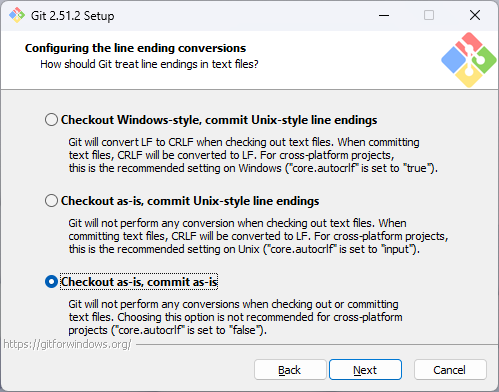 Git 2.51.2 Setup
Configuring the line ending conversions
How should Git treat line endings in text files?
Checkout Windows-style, commit Unix-style line endings
Git will convert LF to CRLF when checking out text files. When committing
text files, CRLF will be converted to LF. For cross-platform projects,
this is the recommended setting on Windows ("core.autocrlf" is set to "true").
Checkout as-is, commit Unix-style line endings
Git will not perform any conversion when checking out text files. When
committing text files, CRLF will be converted to LF. For cross-platform projects,
this is the recommended setting on Unix ("core.autocrlf" is set to "input").
Checkout as-is, commit as-is
Git will not perform any conversions when checking out or committing
text files. Choosing this option is not recommended for cross-platform
projects ("core.autocrlf" is set to "false").
https://gitforwindows.org/
Back Next Cancel